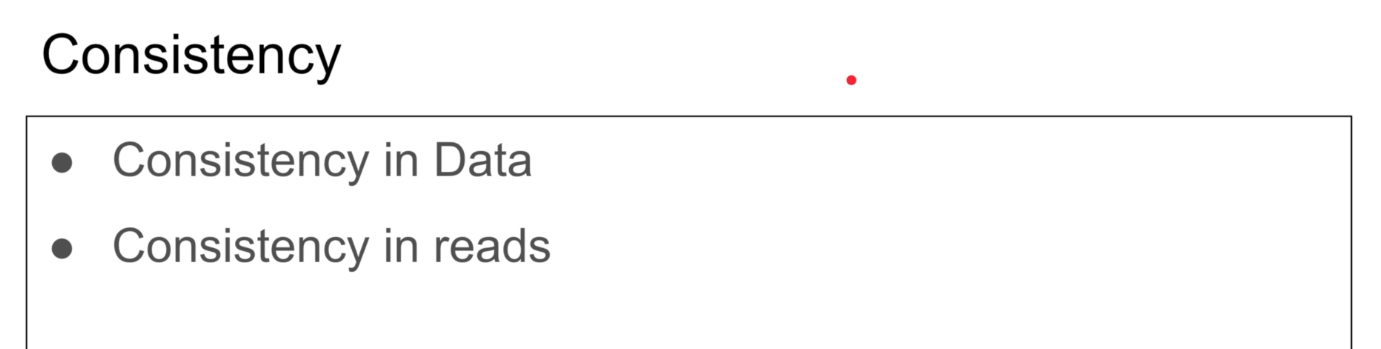 Consistency
● Consistency in Data
● Consistency in reads